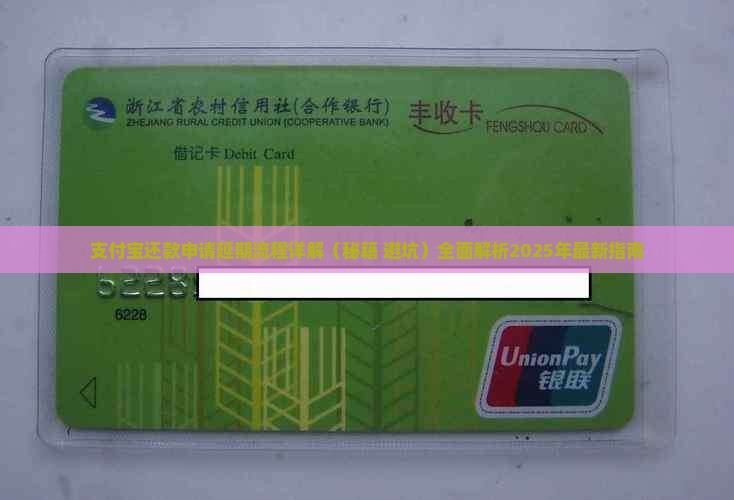 浙江省农村信用社(合作银行)
ZHEJIANG RURAL CREDIT UNION (COOPERATIVE BANK)
丰收卡
FENGSHOU CARD
借记卡 Debit Card
支付宝还款申请延期流程详解（秘籍 避坑）全面解析2025年最新指南
6228
6228
UnionPay
银联